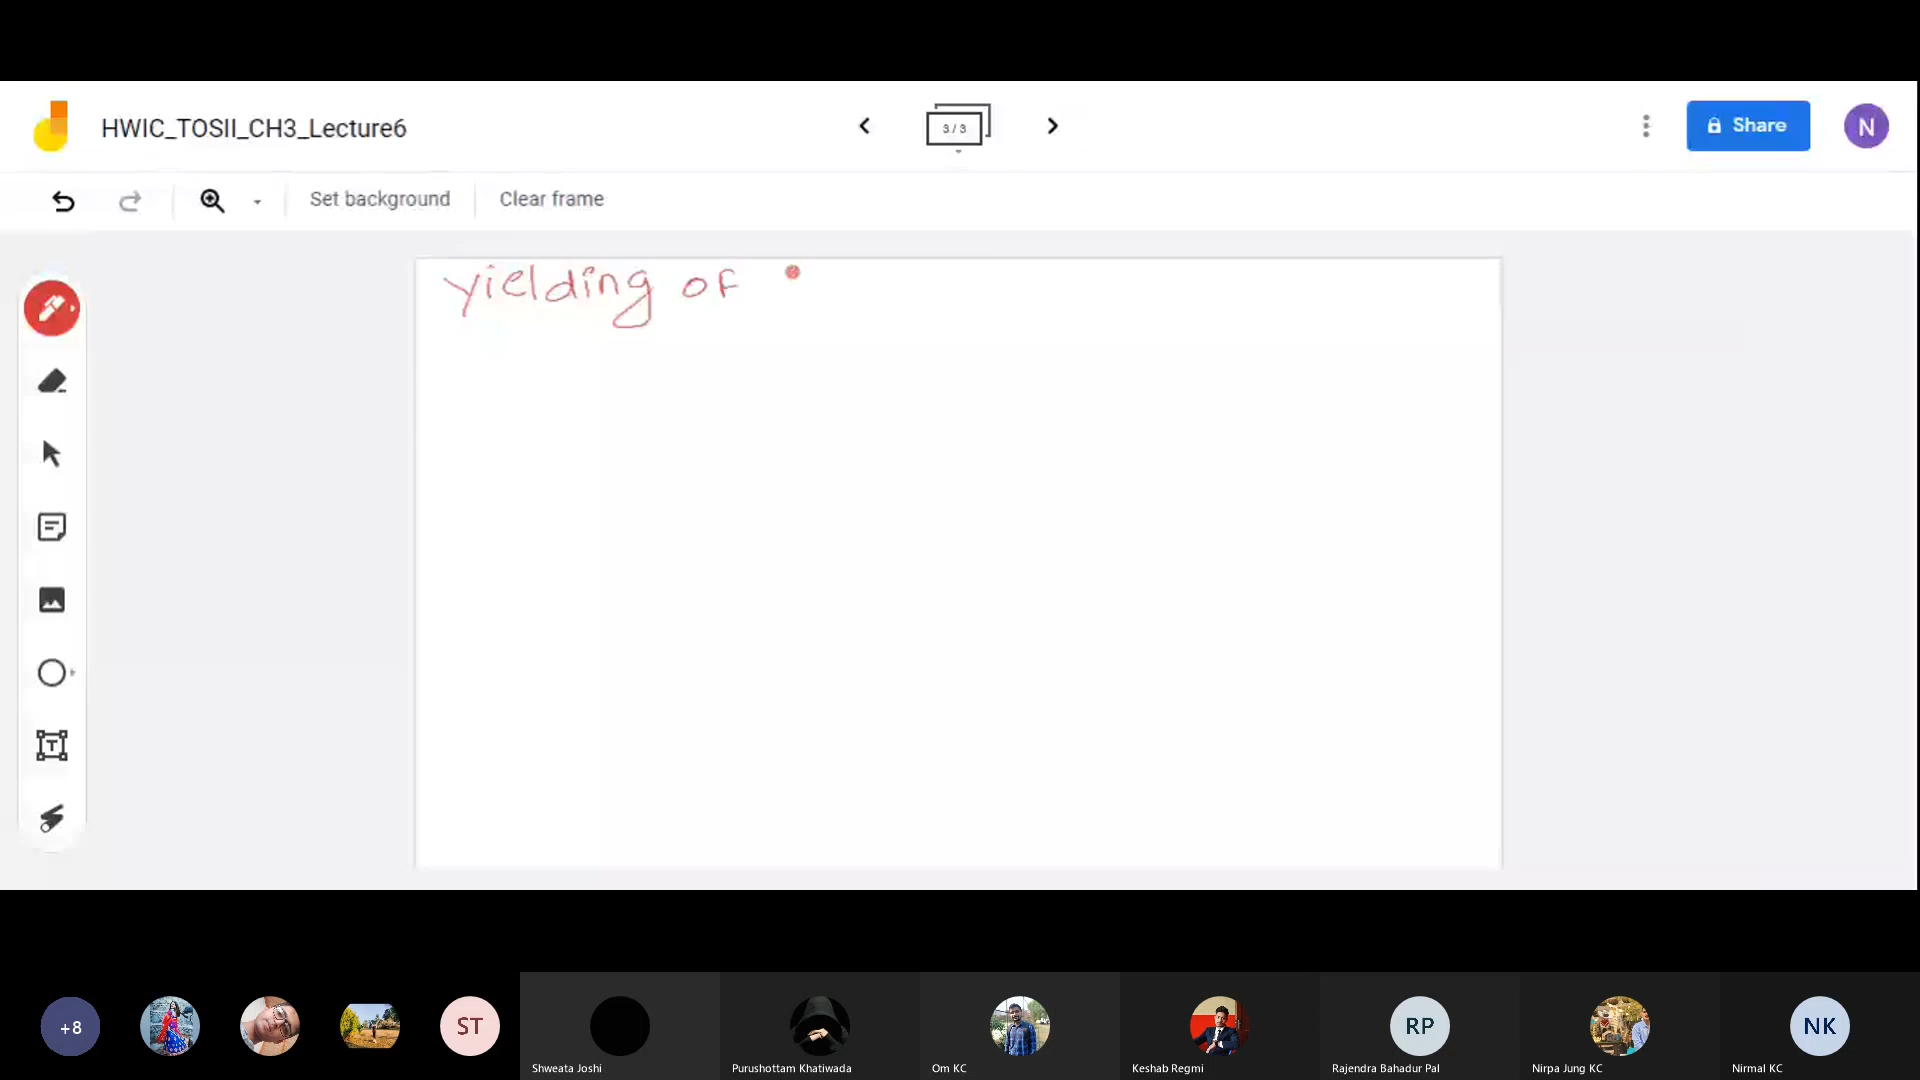 HWIC_TOSII_CH3_Lecture6
3 / 3
Share
N
Set background
Clear frame
yielding of
+8
ST
RP
NK
Shweata Joshi
Purushottam Khatiwada
Om KC
Keshab Regmi
Rajendra Bahadur Pal
Nirpa Jung KC
Nirmal KC